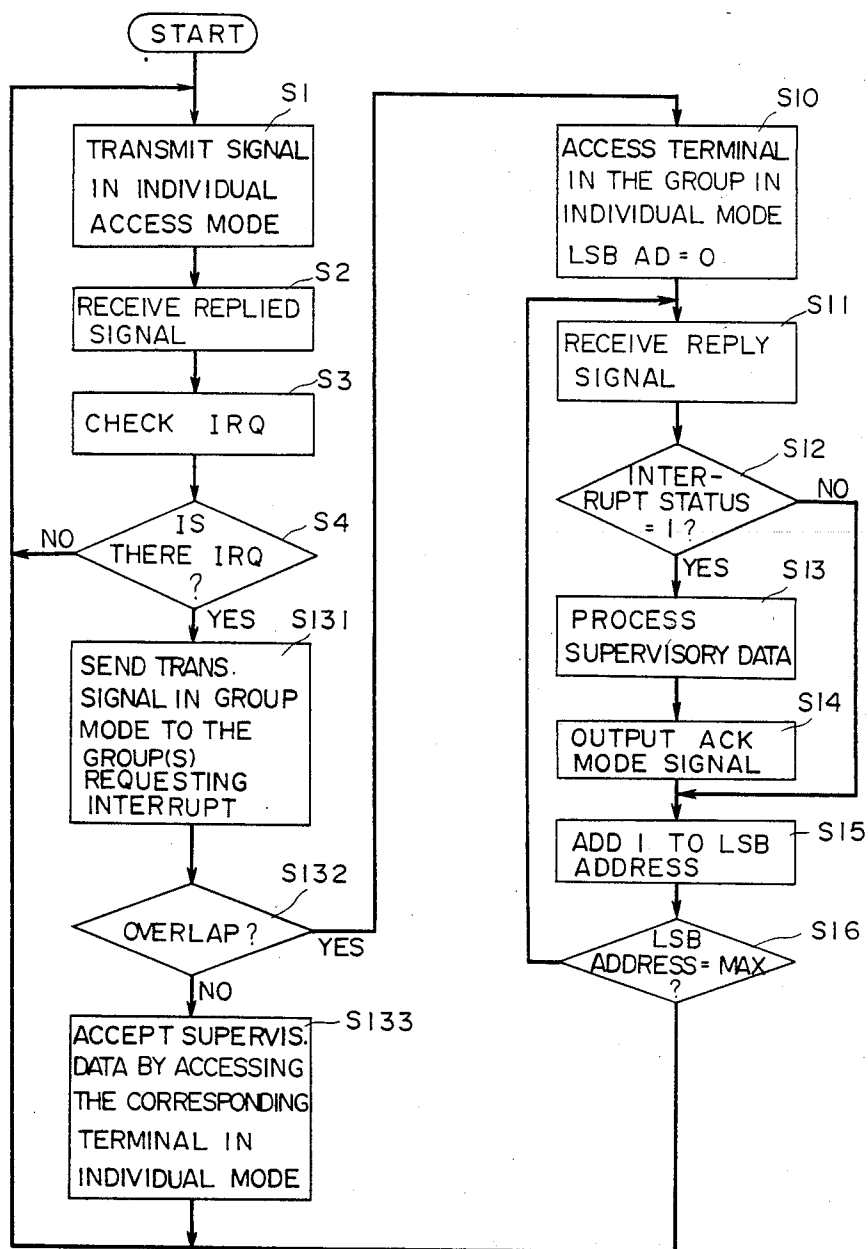 START
S1
TRANSMIT SIGNAL
IN INDIVIDUAL
ACCESS MODE
S2
RECEIVE REPLIED
SIGNAL
S3
CHECK IRQ
S4
IS
THERE IRQ
?
NO
YES
S131
SEND TRANS.
SIGNAL IN GROUP
MODE TO THE
GROUP(S)
REQUESTING
INTERRUPT
S132
OVERLAP?
YES
NO
S133
ACCEPT SUPERVIS.
DATA BY ACCESSING
THE CORRESPONDING
TERMINAL IN
INDIVIDUAL MODE
S10
ACCESS TERMINAL
IN THE GROUP IN
INDIVIDUAL MODE
LSB AD = 0
S11
RECEIVE REPLY
SIGNAL
S12
INTER-
RUPT STATUS
= 1?
NO
YES
S13
PROCESS
SUPERVISORY DATA
S14
OUTPUT ACK
MODE SIGNAL
S15
ADD 1 TO LSB
ADDRESS
S16
LSB
ADDRESS = MAX
?